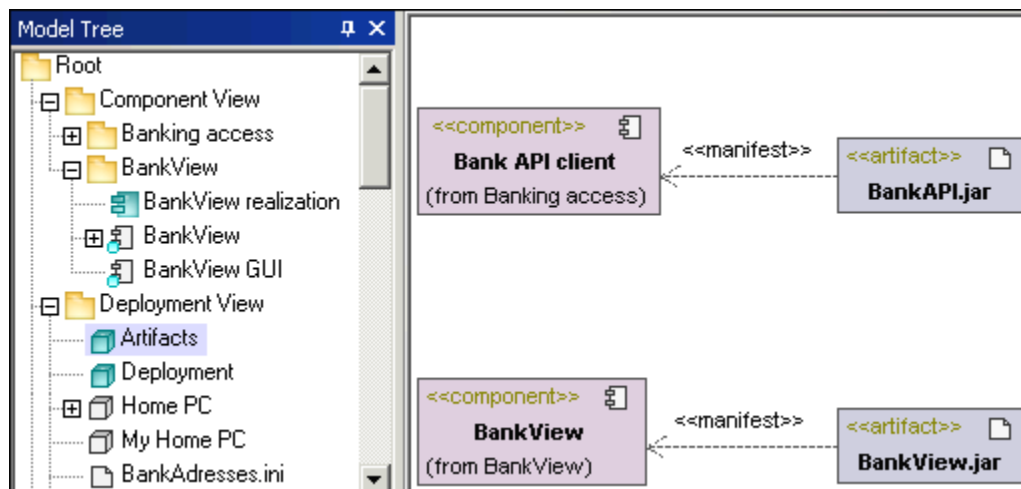 Model Tree
Root
Component View
Banking access
BankView
BankView realization
BankView
BankView GUI
Deployment View
Artifacts
Deployment
Home PC
My Home PC
BankAdresses.ini
<<component>>
Bank API client
(from Banking access)
<<manifest>>
<<artifact>>
BankAPI.jar
<<component>>
BankView
(from BankView)
<<manifest>>
<<artifact>>
BankView.jar